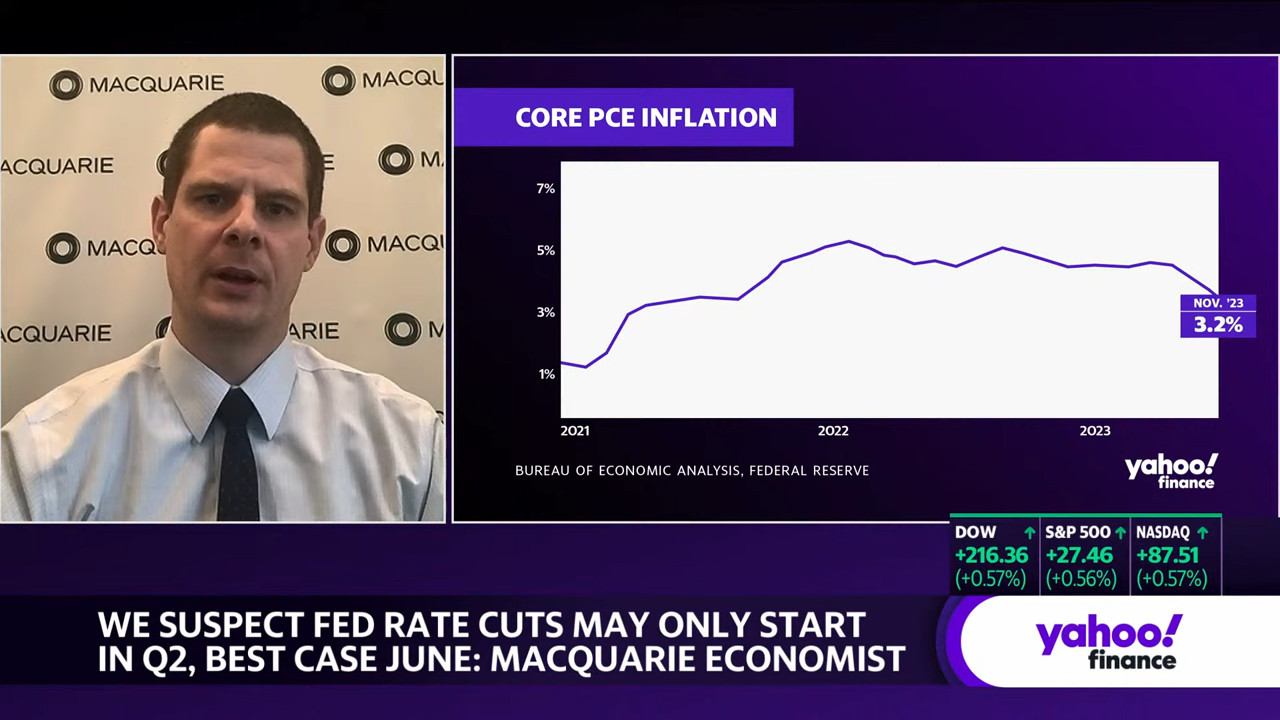 MACQUARIE
MACQU
ACQUARIE
E
M
MACQ
MACQU
ACQUARIE
ARIE
M
CORE PCE INFLATION
7%
5%
3%
1%
NOV. '23
3.2%
2021
2022
2023
BUREAU OF ECONOMIC ANALYSIS, FEDERAL RESERVE
yahoo!
finance
DOW
+216.36
(+0.57%)
S&P 500
+27.46
(+0.56%)
NASDAQ
+87.51
(+0.57%)
WE SUSPECT FED RATE CUTS MAY ONLY START
IN Q2, BEST CASE JUNE: MACQUARIE ECONOMIST
yahoo!
finance